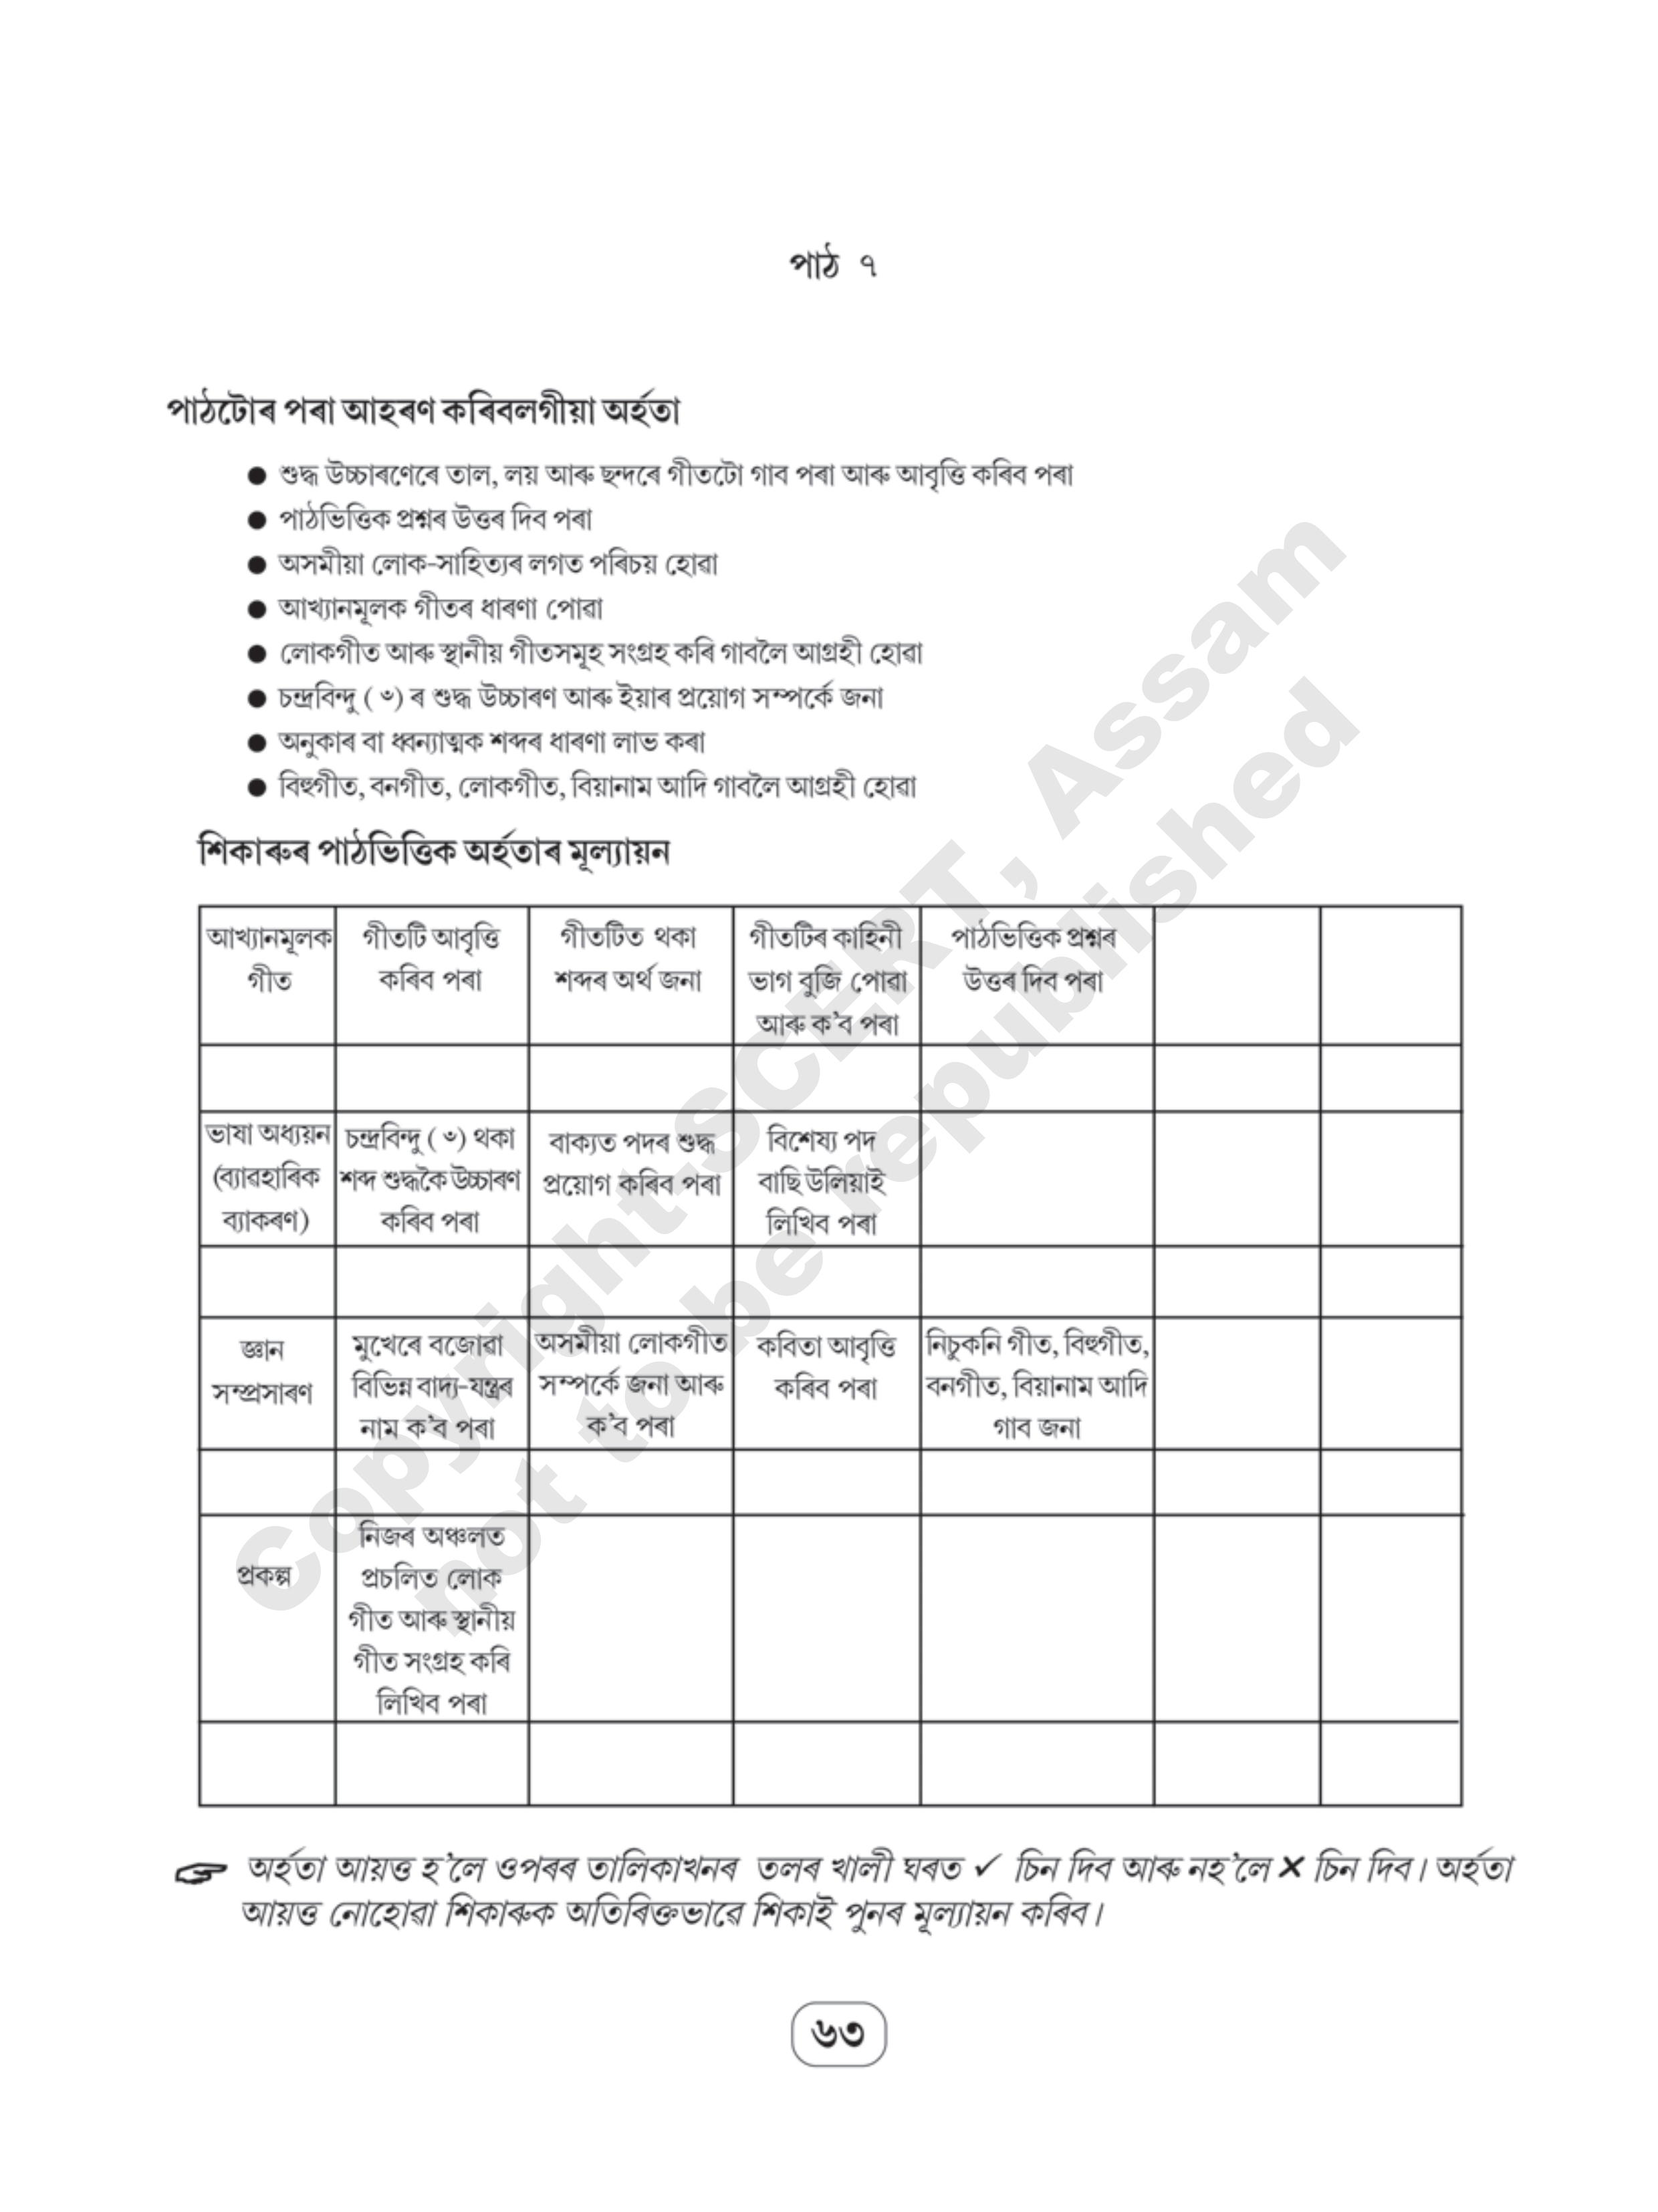 পাঠ ৭
পাঠটোৰ পৰা আহৰণ কৰিবলগীয়া অৰ্হতা
● শুদ্ধ উচ্চাৰণেৰে তাল, লয় আৰু ছন্দৰে গীতটো গাব পৰা আৰু আবৃত্তি কৰিব পৰা
● পাঠভিত্তিক প্ৰশ্নৰ উত্তৰ দিব পৰা
● অসমীয়া লোক-সাহিত্যৰ লগত পৰিচয় হোৱা
● আখ্যানমূলক গীতৰ ধাৰণা পোৱা
● লোকগীত আৰু স্থানীয় গীতসমূহ সংগ্ৰহ কৰি গাবলৈ আগ্ৰহী হোৱা
● চন্দ্ৰবিন্দু ( ঁ) ৰ শুদ্ধ উচ্চাৰণ আৰু ইয়াৰ প্ৰয়োগ সম্পৰ্কে জনা
● অনুকাৰ বা ধ্বন্যাত্মক শব্দৰ ধাৰণা লাভ কৰা
● বিহুগীত, বনগীত, লোকগীত, বিয়ানাম আদি গাবলৈ আগ্ৰহী হোৱা
শিকাৰুৰ পাঠভিত্তিক অৰ্হতাৰ মূল্যায়ন
আখ্যানমূলক
গীত
গীতটি আবৃত্তি
কৰিব পৰা
গীতটিত থকা
শব্দৰ অৰ্থ জনা
গীতটিৰ কাহিনী
ভাগ বুজি পোৱা
আৰু ক'ব পৰা
পাঠভিত্তিক প্ৰশ্নৰ
উত্তৰ দিব পৰা
ভাষা অধ্যয়ন
(ব্যাৱহাৰিক
ব্যাকৰণ)
চন্দ্ৰবিন্দু ( ঁ) থকা
শব্দ শুদ্ধকৈ উচ্চাৰণ
কৰিব পৰা
বাক্যত পদৰ শুদ্ধ
প্ৰয়োগ কৰিব পৰা
বিশেষ্য পদ
বাছি উলিয়াই
লিখিব পৰা
জ্ঞান
সম্প্ৰসাৰণ
মুখেৰে বজোৱা
বিভিন্ন বাদ্য-যন্ত্ৰৰ
নাম ক'ব পৰা
অসমীয়া লোকগীত
সম্পৰ্কে জনা আৰু
ক'ব পৰা
কবিতা আবৃত্তি
কৰিব পৰা
নিচুকনি গীত, বিহুগীত,
বনগীত, বিয়ানাম আদি
গাব জনা
প্ৰকল্প
নিজৰ অঞ্চলত
প্ৰচলিত লোক
গীত আৰু স্থানীয়
গীত সংগ্ৰহ কৰি
লিখিব পৰা
☞ অৰ্হতা আয়ত্ত হ'লে ওপৰৰ তালিকাখনৰ তলৰ খালী ঘৰত ✓ চিন দিব আৰু নহ'লে ✗ চিন দিব। অৰ্হতা
আয়ত্ত নোহোৱা শিকাৰুক অতিৰিক্তভাৱে শিকাই পুনৰ মূল্যায়ন কৰিব।
৬৩
Copyright-SCERT, Assam
not to be republished